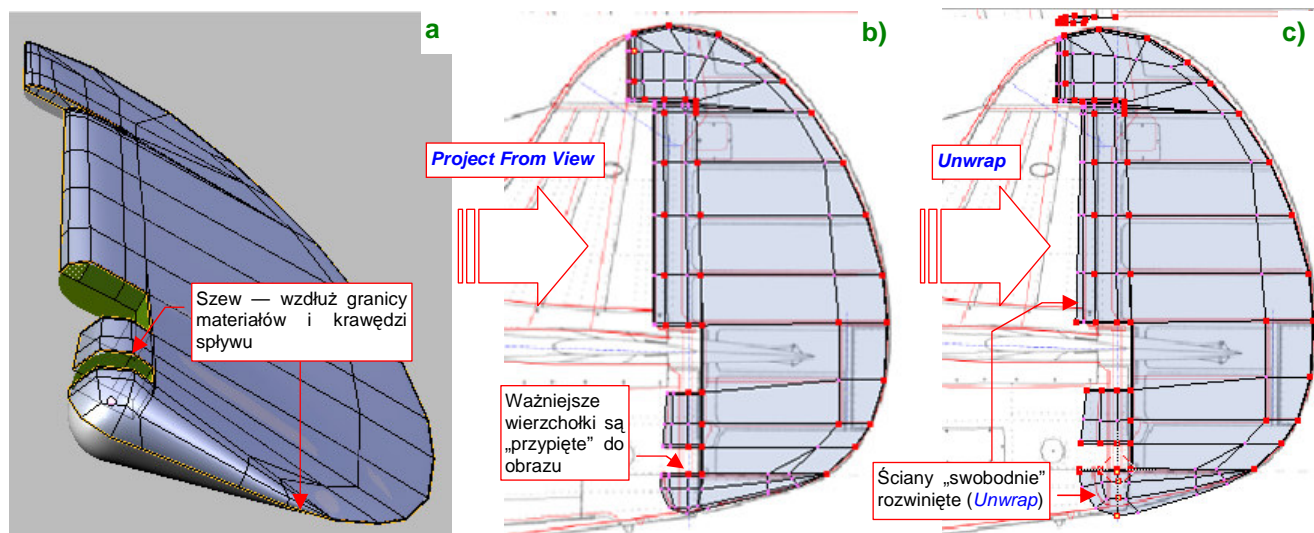 a
b)
c)
Project From View
Unwrap
Szew — wzdłuż granicy
materiałów i krawędzi
spływu
Ważniejsze
wierzchołki są
„przypięte” do
obrazu
Ściany „swobodnie”
rozwinięte (Unwrap)